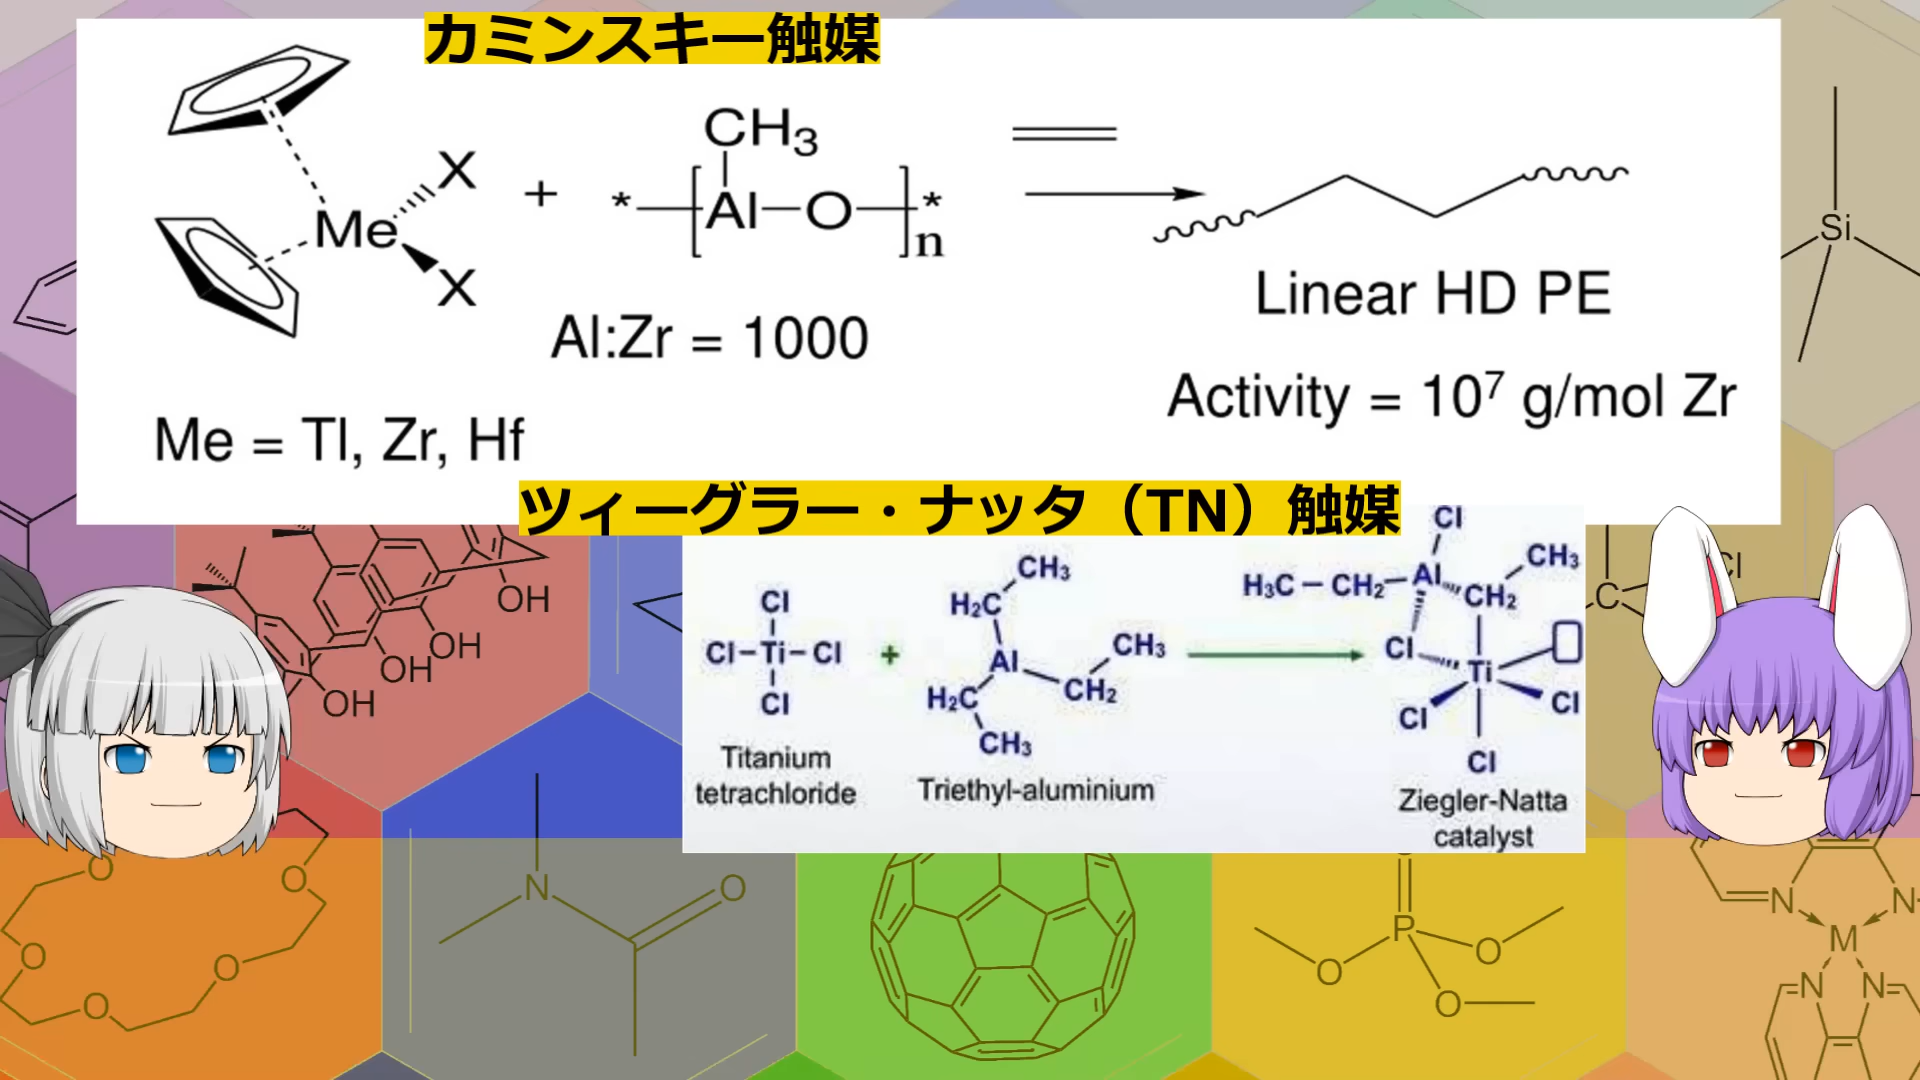 カミンスキー触媒
CH3
X
Me
X
+
*
Al
O
*
n
Al:Zr = 1000
Linear HD PE
Activity = 10⁷ g/mol Zr
Me = Tl, Zr, Hf
Si
ツィーグラー・ナッタ（TN）触媒
Cl
CH3
H3C
CH2
Al
CH2
Cl
Ti
Cl
Cl
Cl
Cl
Cl-Ti-Cl
Cl
+
CH3
H2C
Al
CH3
CH2
H2C
CH3
Titanium
tetrachloride
Triethyl-aluminium
Ziegler-Natta
catalyst
OH
OH
OH
OH
C
Cl
O
O
O
O
O
N
O
P
O
O
O
N
N
M
N
N